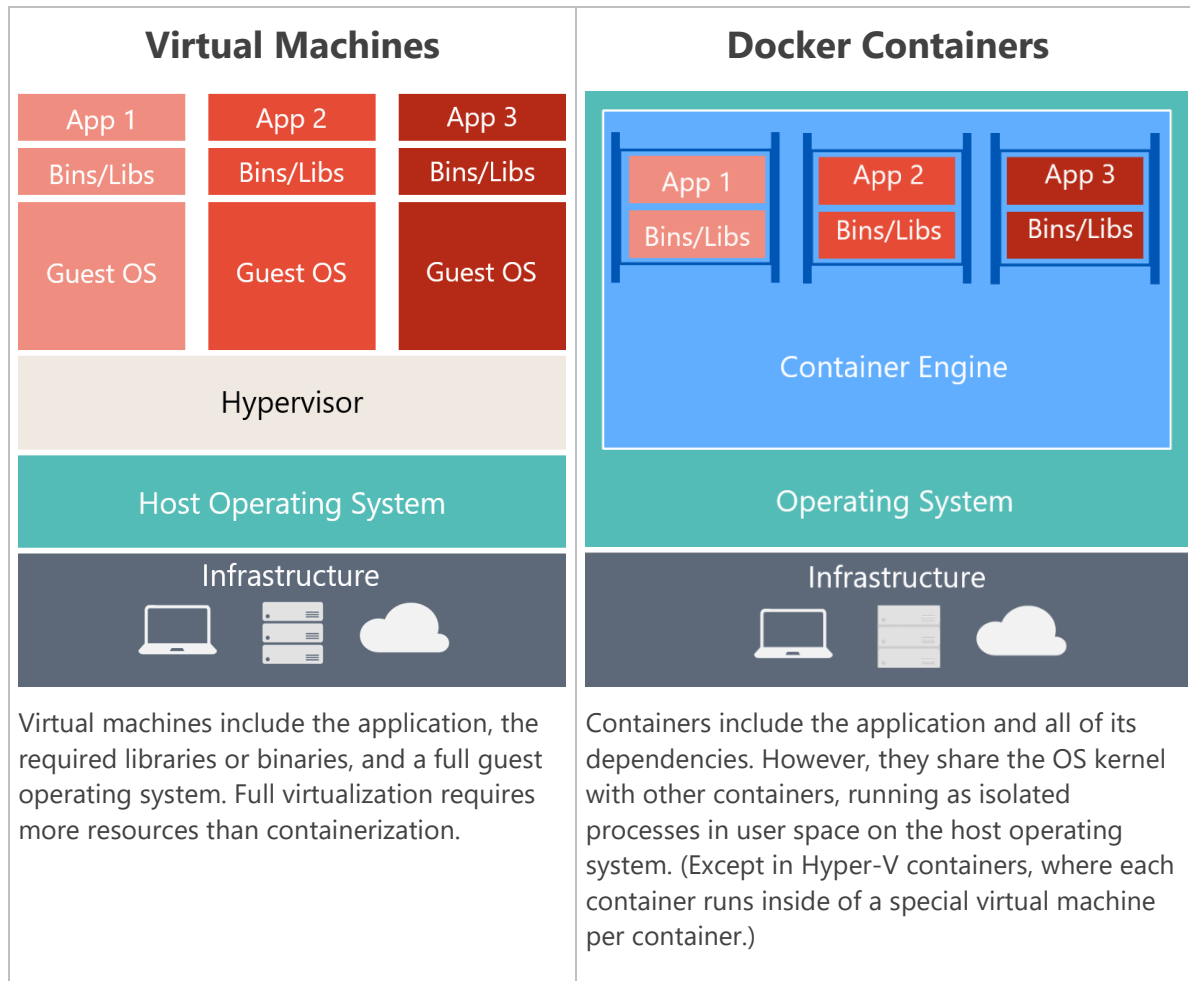 Virtual Machines
App 1
App 2
App 3
Bins/Libs
Bins/Libs
Bins/Libs
Guest OS
Guest OS
Guest OS
Hypervisor
Host Operating System
Infrastructure
Virtual machines include the application, the
required libraries or binaries, and a full guest
operating system. Full virtualization requires
more resources than containerization.
Docker Containers
App 1
App 2
App 3
Bins/Libs
Bins/Libs
Bins/Libs
Container Engine
Operating System
Infrastructure
Containers include the application and all of its
dependencies. However, they share the OS kernel
with other containers, running as isolated
processes in user space on the host operating
system. (Except in Hyper-V containers, where each
container runs inside of a special virtual machine
per container.)